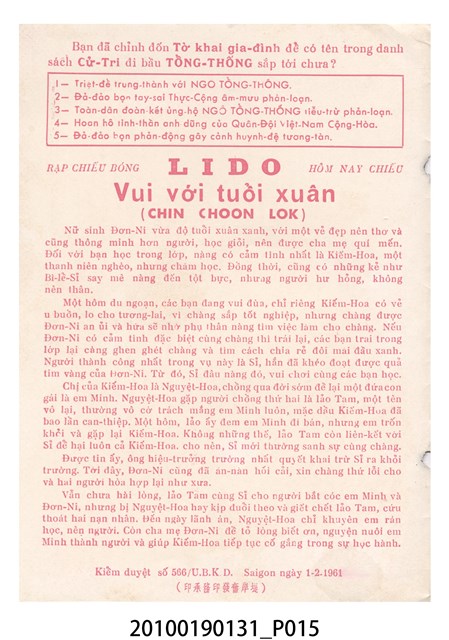 Bạn đã chỉnh đốn Tờ khai gia-đình để có tên trong danh
sách Cử-Tri đi bầu TỔNG-THỐNG sắp tới chưa?
1— Triệt-để trung-thành với NGÔ TỔNG-THỐNG.
2— Đả-đảo bọn tay-sai Thực-Cộng âm-mưu phản-loạn.
3— Toàn-dân đoàn-kết ủng-hộ NGÔ TỔNG-THỐNG tiễu-trừ phản-loạn.
4— Hoan hô tinh-thần anh dũng của Quân-Đội Việt-Nam Cộng-Hòa.
5— Đả-đảo bọn phản-động gây cảnh huynh-đệ tương-tàn.
RẠP CHIẾU BÓNG LIDO HÔM NAY CHIẾU
Vui với tuổi xuân
(CHIN CHOON LOK)
Nữ sinh Đơn-Ni vừa độ tuổi xuân xanh, với một vẻ đẹp nên thơ và
cũng thông minh hơn người, học giỏi, nên được cha mẹ quí mến.
Đối với bạn học trong lớp, nàng có cảm tình nhất là Kiếm-Hoa, một
thanh niên nghèo, nhưng chăm học. Đồng thời, cũng có những kẻ như
Bỉ-lề-Sĩ say mê nàng đến tột bực, nhưng người hư hỏng, không
nên thân.
Một hôm du ngoạn, các bạn đang vui đùa, chỉ riêng Kiếm-Hoa có vẻ
u buồn, lo cho tương-lai, vì chàng sắp tốt nghiệp, nhưng chàng được
Đơn-Ni an ủi và hứa sẽ nhờ phụ thân nàng tìm việc làm cho chàng. Nếu
Đơn-Ni có cảm tình đặc biệt cùng chàng thì trái lại, các bạn trai trong
lớp lại càng ghen ghét chàng và tìm cách chia rẽ đôi mai đầu xanh.
Người thành công nhất trong vụ này là Sĩ, hắn đã khéo đoạt được quả
tim vàng của Đơn-Ni. Từ đó, Sĩ đâu nàng đó, vui chơi cùng các bạn học.
Chị của Kiếm-Hoa là Nguyệt-Hoa, chồng qua đời sớm để lại một đứa con
gái là em Minh. Nguyệt-Hoa gặp người chồng thứ hai là lão Tam, một tên
vô lại, thường vô cớ trách mắng em Minh luôn, mặc dầu Kiếm-Hoa đã
bao lần can-thiệp. Một hôm, lão ấy đem em Minh đi bán, nhưng em trốn
khỏi và gặp lại Kiếm-Hoa. Không những thế, lão Tam còn liên-kết với
Sĩ để hại luôn cả Kiếm-Hoa. cho nên, Sĩ mời thường sanh sự cùng chàng.
Được tin ấy, ông hiệu-trưởng trường nhất quyết khai trừ Sĩ ra khỏi
trường. Tới đây, Đơn-Ni cũng đã ăn-năn hối cải, xin chàng thứ lỗi cho
và hai người hòa hợp lại như xưa.
Vẫn chưa hài lòng, lão Tam cùng Sĩ cho người bắt cóc em Minh và
Đơn-Ni, nhưng bị Nguyệt-Hoa hay kịp đuổi theo và giết chết lão Tam, cứu
thoát hai nạn nhân. Đến ngày lãnh án, Nguyệt-Hoa chỉ khuyên em rán
học, nên người. Còn cha mẹ Đơn-Ni để tỏ lòng biết ơn, nguyện nuôi em
Minh thành người và giúp Kiếm-Hoa tiếp tục cố gắng trong sự học hành.
Kiểm duyệt số 566/U.B.K.D. Saigon ngày 1-2-1961
20100190131_P015